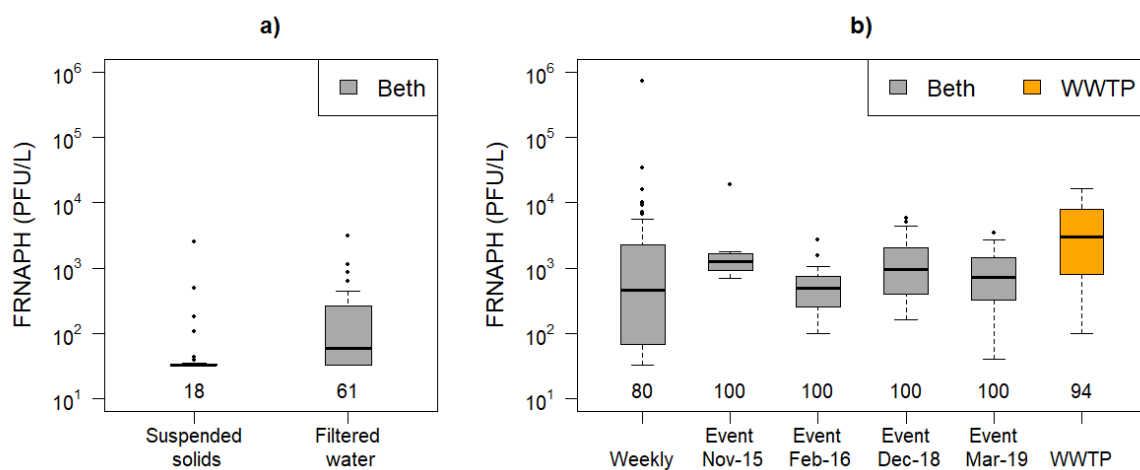 a)
FRNAPH (PFU/L)
10⁶
10⁵
10⁴
10³
10²
10¹
Beth
18
61
Suspended
solids
Filtered
water
b)
FRNAPH (PFU/L)
10⁶
10⁵
10⁴
10³
10²
10¹
Beth
WWTP
80
100
100
100
100
94
Weekly
Event
Nov-15
Event
Feb-16
Event
Dec-18
Event
Mar-19
WWTP